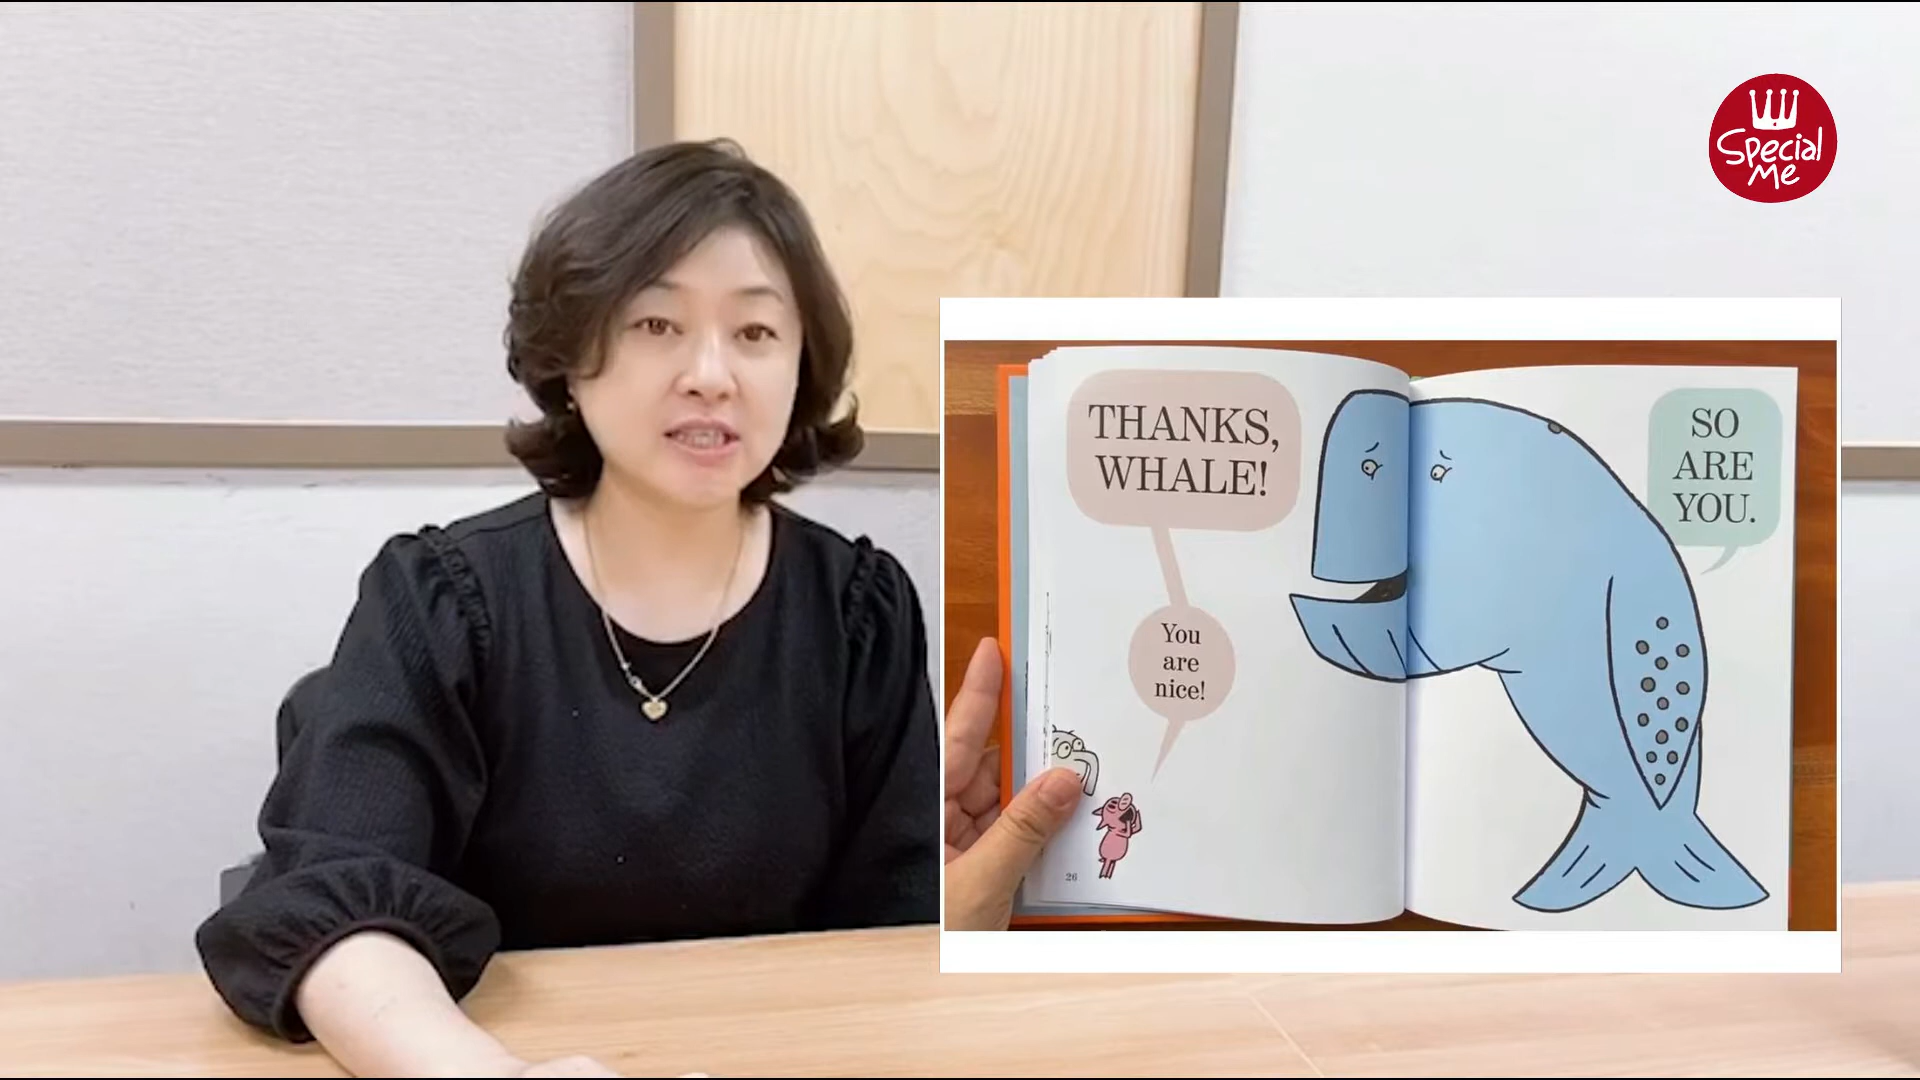 Special
Me
THANKS,
WHALE!
You
are
nice!
SO
ARE
YOU.
26